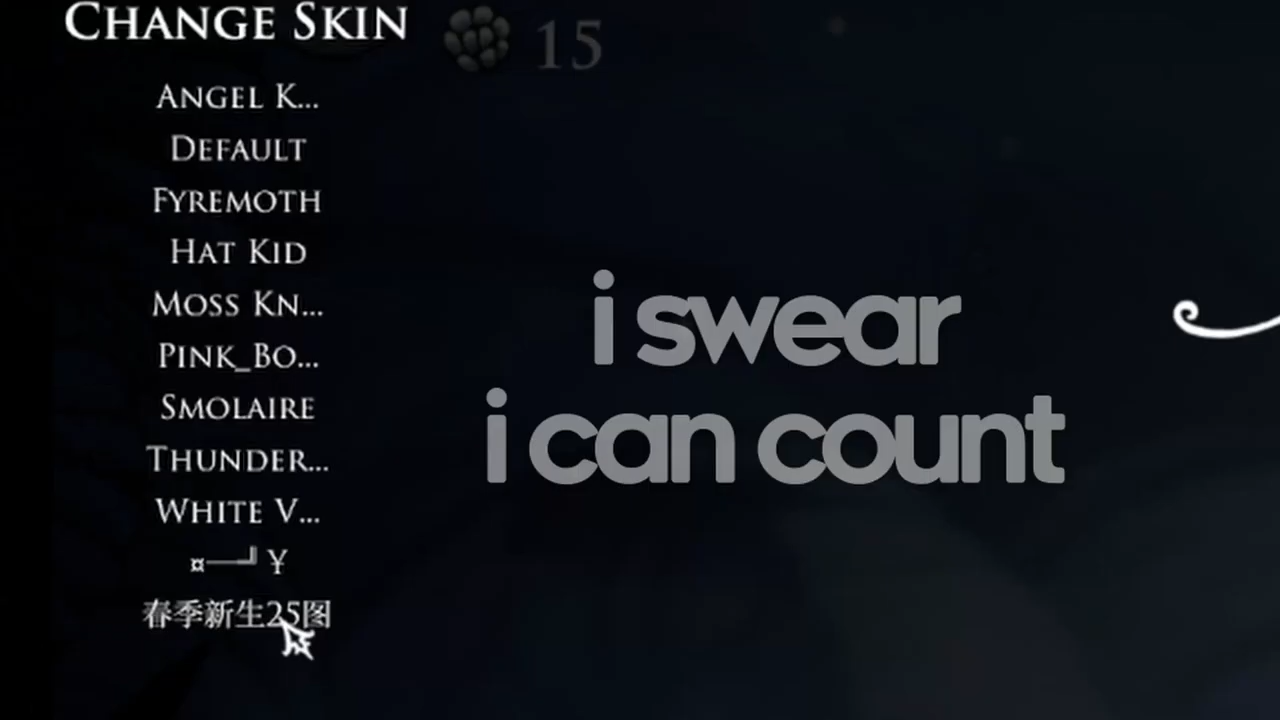 Change Skin
15
Angel K...
Default
Fyremoth
Hat Kid
Moss Kn...
Pink_Bo...
Smolaire
Thunder...
White V...
¤─┘¥
春季新生25图
i swear
i can count